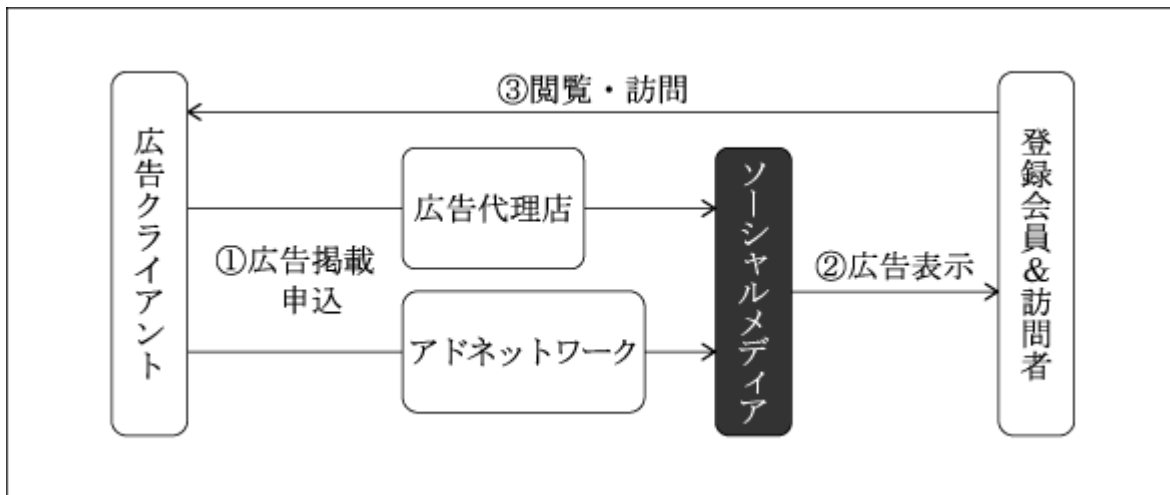 ③閲覧・訪問
広告クライアント
広告代理店
①広告掲載
申込
アドネットワーク
ソーシャルメディア
②広告表示
登録会員&訪問者